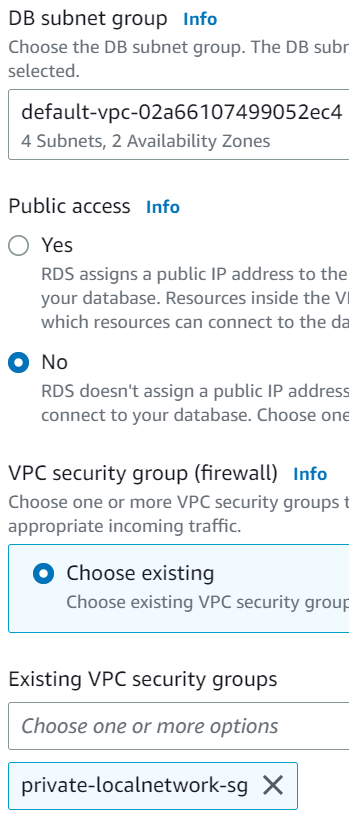 DB subnet group Info
Choose the DB subnet group. The DB subn
selected.
default-vpc-02a66107499052ec4
4 Subnets, 2 Availability Zones
Public access Info
Yes
RDS assigns a public IP address to the
your database. Resources inside the
which resources can connect to the da
No
RDS doesn't assign a public IP address
connect to your database. Choose one
VPC security group (firewall) Info
Choose one or more VPC security groups t
appropriate incoming traffic.
Choose existing
Choose existing VPC security group
Existing VPC security groups
Choose one or more options
private-localnetwork-sg